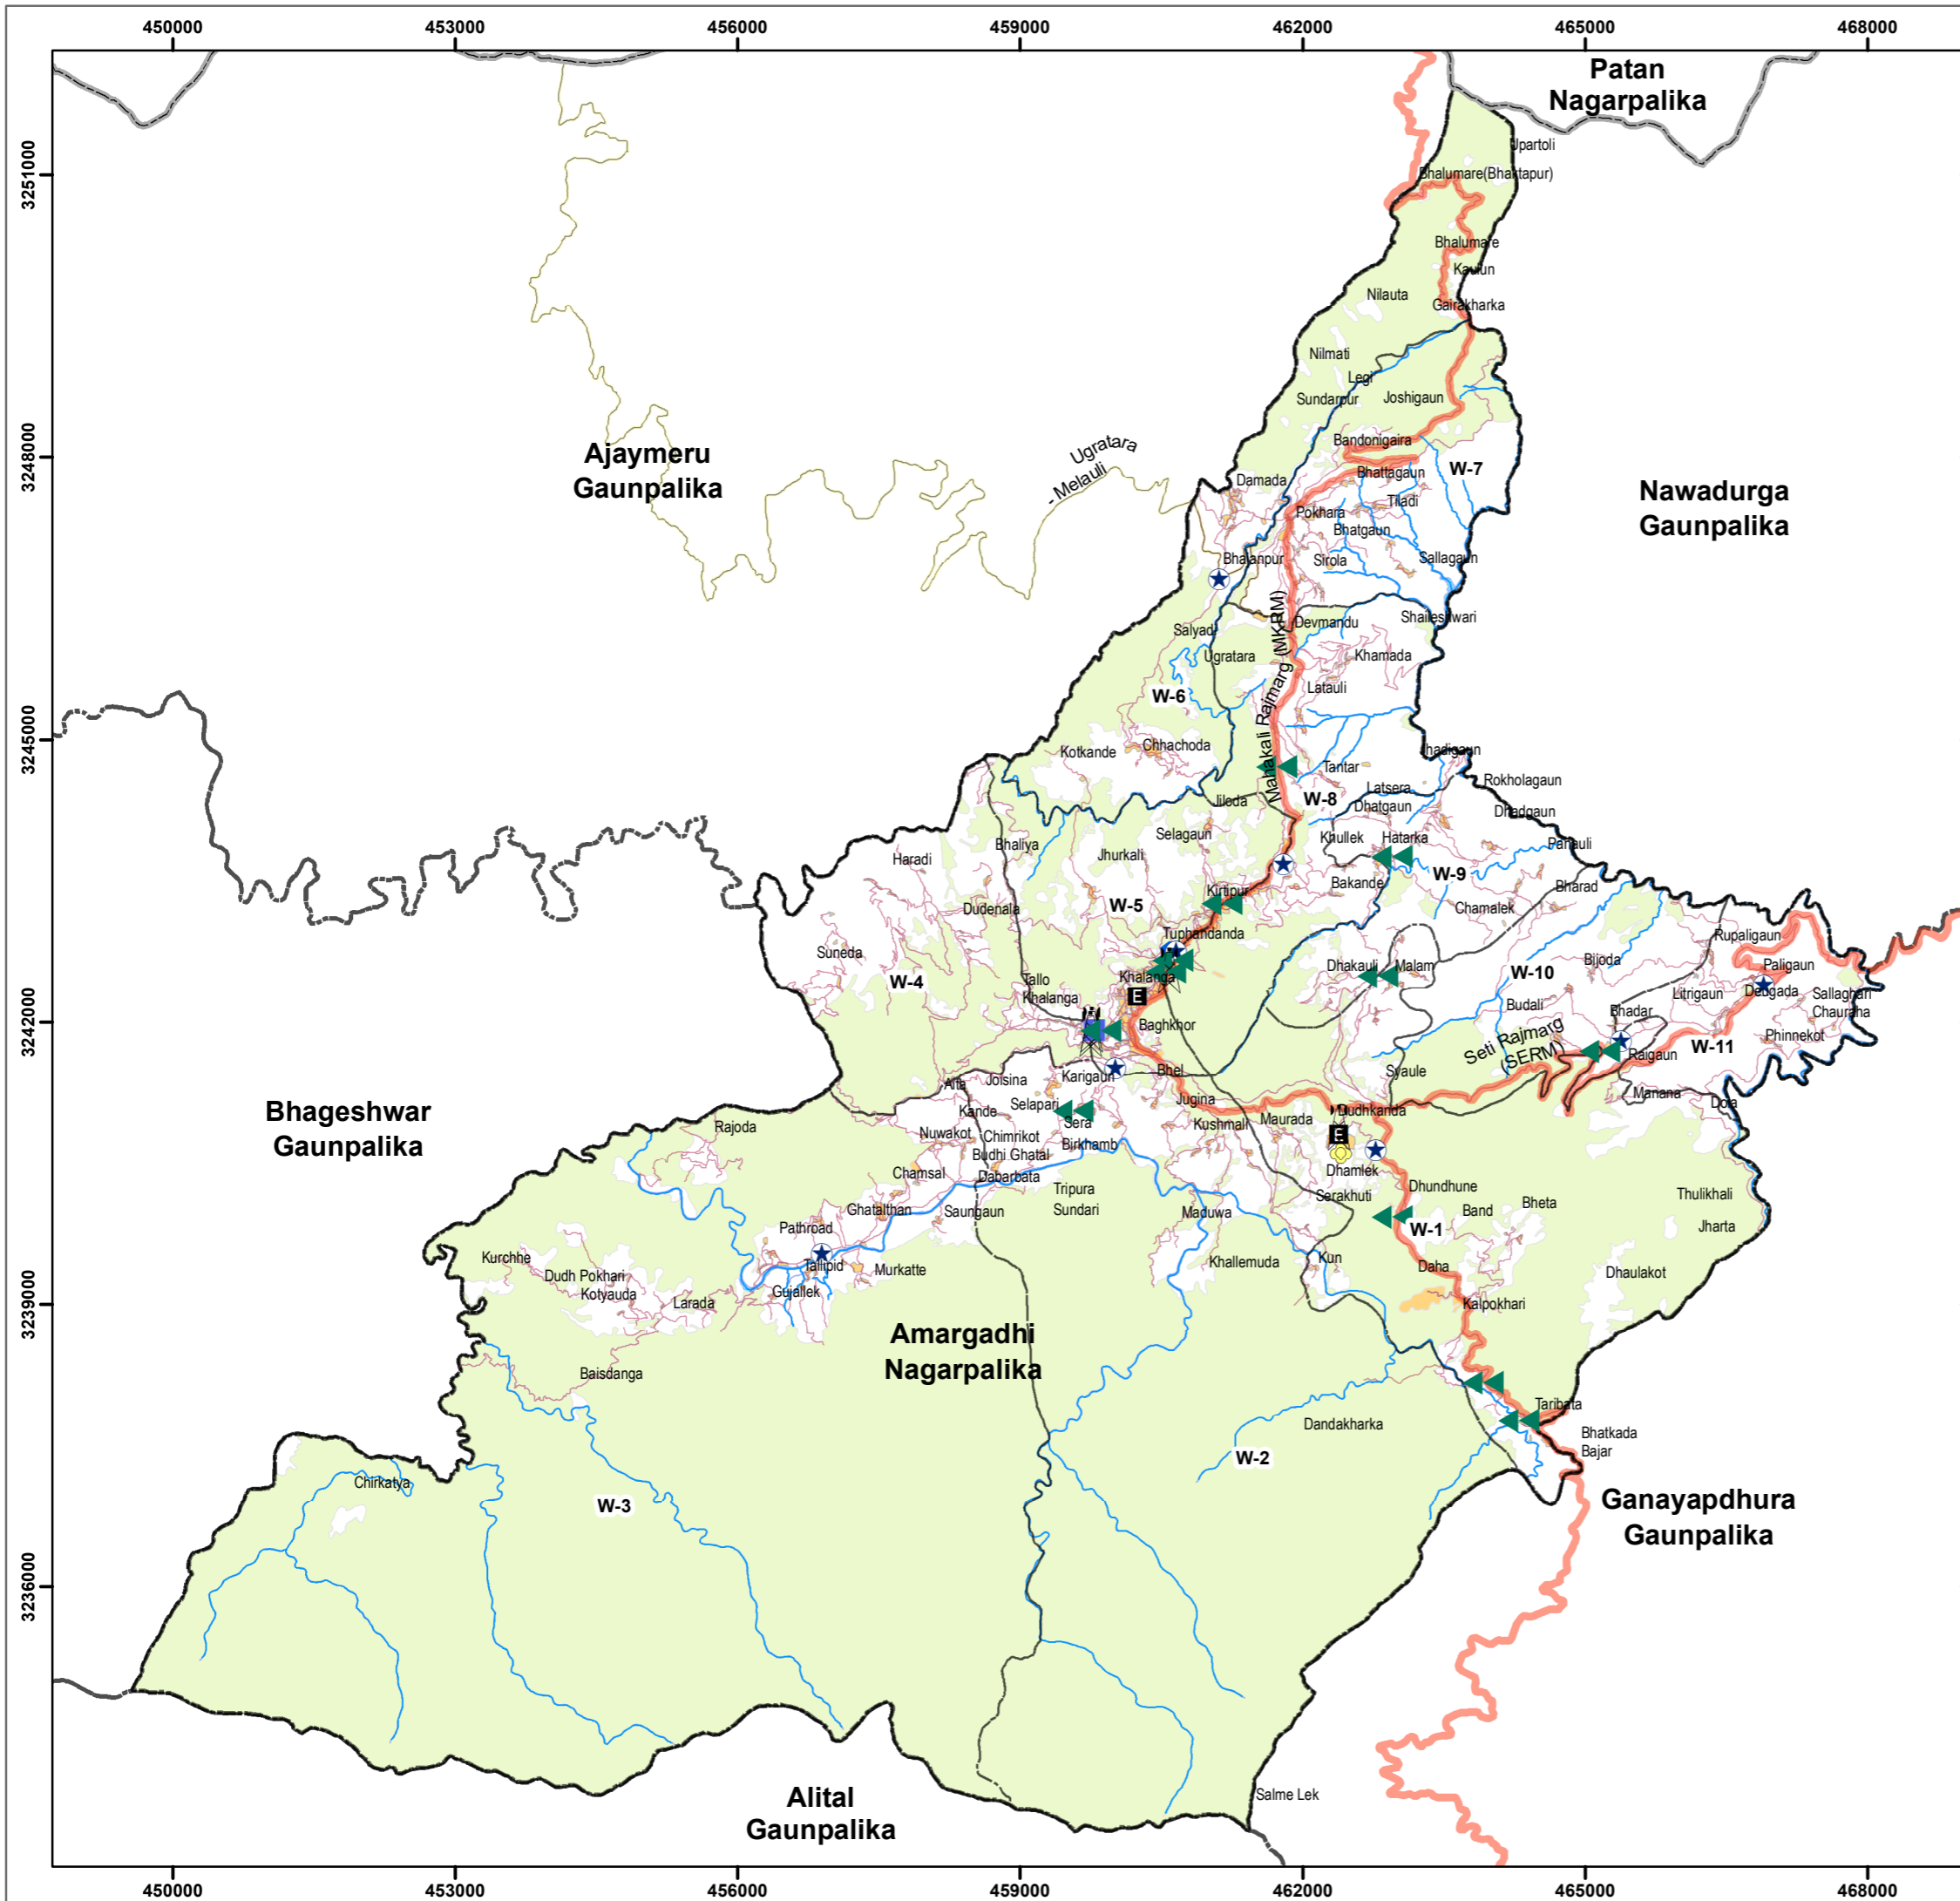 450000
453000
456000
459000
462000
465000
468000
Patan
Nagarpalika
3251000
Upartoli
Bhalumare(Bhaktapur)
Bhalumare
Kaulun
Nilauta
Gairakharka
Nilmati
Legi
Sundarpur
Joshigaun
Bandonigaira
Ajaymeru
Gaunpalika
Ugratara
- Melauli
3248000
Damada
Bhattagaun
W-7
Nawadurga
Gaunpalika
Tiladi
Pokhara
Bhatgaun
Bhalanpur
Sirola
Sallagaun
Salyadi
Devmandu
Shaileshwari
Ugratara
Khamada
Latauli
W-6
Mahakali Rajmarg (MKRM)
3245000
Kotkande
Chhachoda
Jhadigaun
Tantar
Rokholagaun
Jiloda
W-8
Latsera
Dhatgaun
Dhadgaun
Selagaun
Khullek
Hatarka
Panauli
Bhaliya
Jhurkali
Haradi
Bakande
W-9
Bharad
Kirtipur
Dudenala
W-5
Chamalek
Tuphandanda
Rupaligaun
Suneda
Dhakauli
Malam
Bijoda
Paligaun
W-4
Tallo
Khalanga
Khalanga
W-10
Litrigaun
Deugada
Sallaghari
Chauraha
Budali
Bhadar
3242000
Baghkhor
Seti Rajmarg
(SERM)
Raigaun
W-11
Phinnekot
Karigaun
Bhel
Syaule
Aita
Joisina
Manana
Dola
Bhageshwar
Gaunpalika
Kande
Selapari
Jugina
Dudhkanda
Rajoda
Sera
Kushmali
Maurada
Nuwakot
Chimrikot
Birkhamb
Budhi Ghatal
E
E
Chamsal
Dabarbata
Dhamlek
Tripura
Sundari
Serakhuti
Dhundhune
Thulikhali
Ghatalthan
Saungaun
Maduwa
Band
Bheta
Jharta
Pathroad
W-1
Kurchhe
Tallipid
Murkatte
Khallemuda
Kun
Daha
Dhaulakot
Dudh Pokhari
Kotyauda
Gujallek
Larada
Kalpokhari
3239000
Amargadhi
Nagarpalika
Baisdanga
Taribata
Dandakharka
Bhatkada
Bajar
W-2
Chirkatya
W-3
Ganayapdhura
Gaunpalika
3236000
Alital
Gaunpalika
Salme Lek
450000
453000
456000
459000
462000
465000
468000